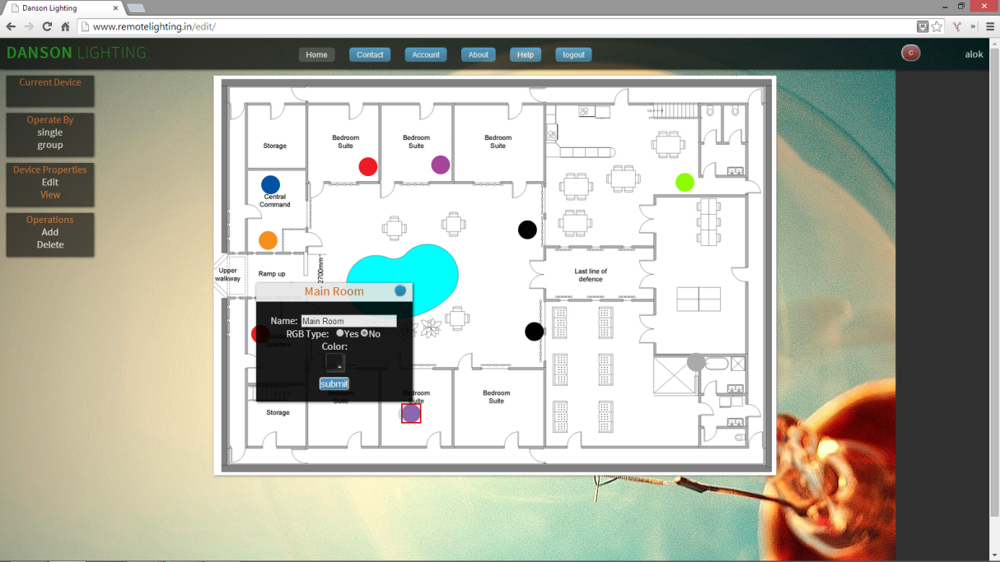 Danson Lighting
www.remotelighting.in/edit/
DANSON LIGHTING
Home
Contact
Account
About
Help
logout
C
alok
Current Device
Operate By
single
group
Device Properties
Edit
View
Operations
Add
Delete
Storage
Bedroom
Suite
Bedroom
Suite
Bedroom
Suite
Central
Command
Upper
walkway
Ramp up
2700mm
Last line of
defence
Main Room
Name: Main Room
RGB Type: Yes No
Color:
submit
Quarters
Storage
Bedroom
Suite
Bedroom
Suite
Bedroom
Suite